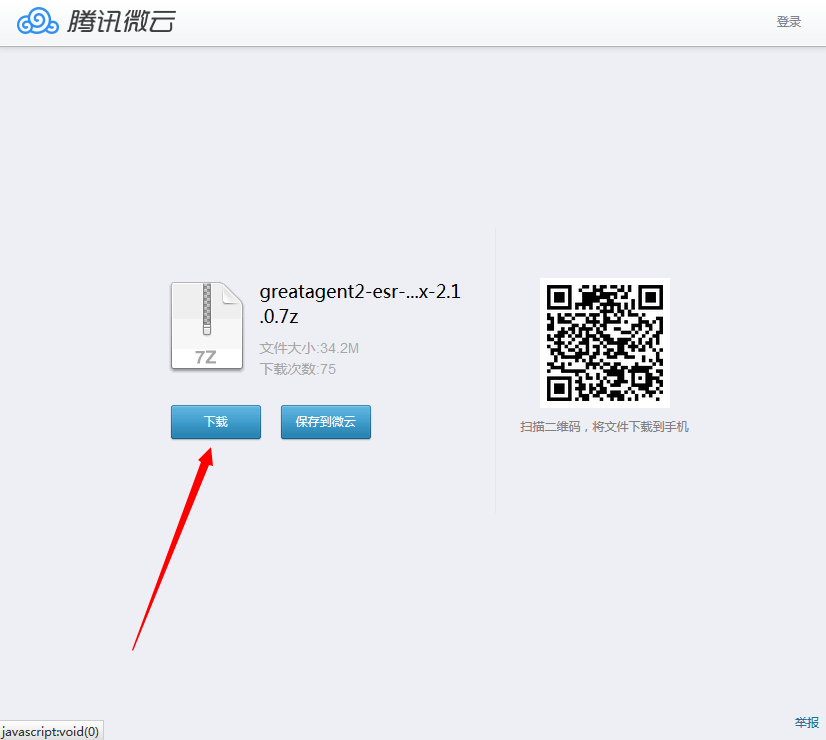 腾讯微云
登录
greatagent2-esr-...x-2.1
.0.7z
文件大小:34.2M
下载次数:75
7Z
下载
保存到微云
扫描二维码，将文件下载到手机
举报
javascript:void(0)